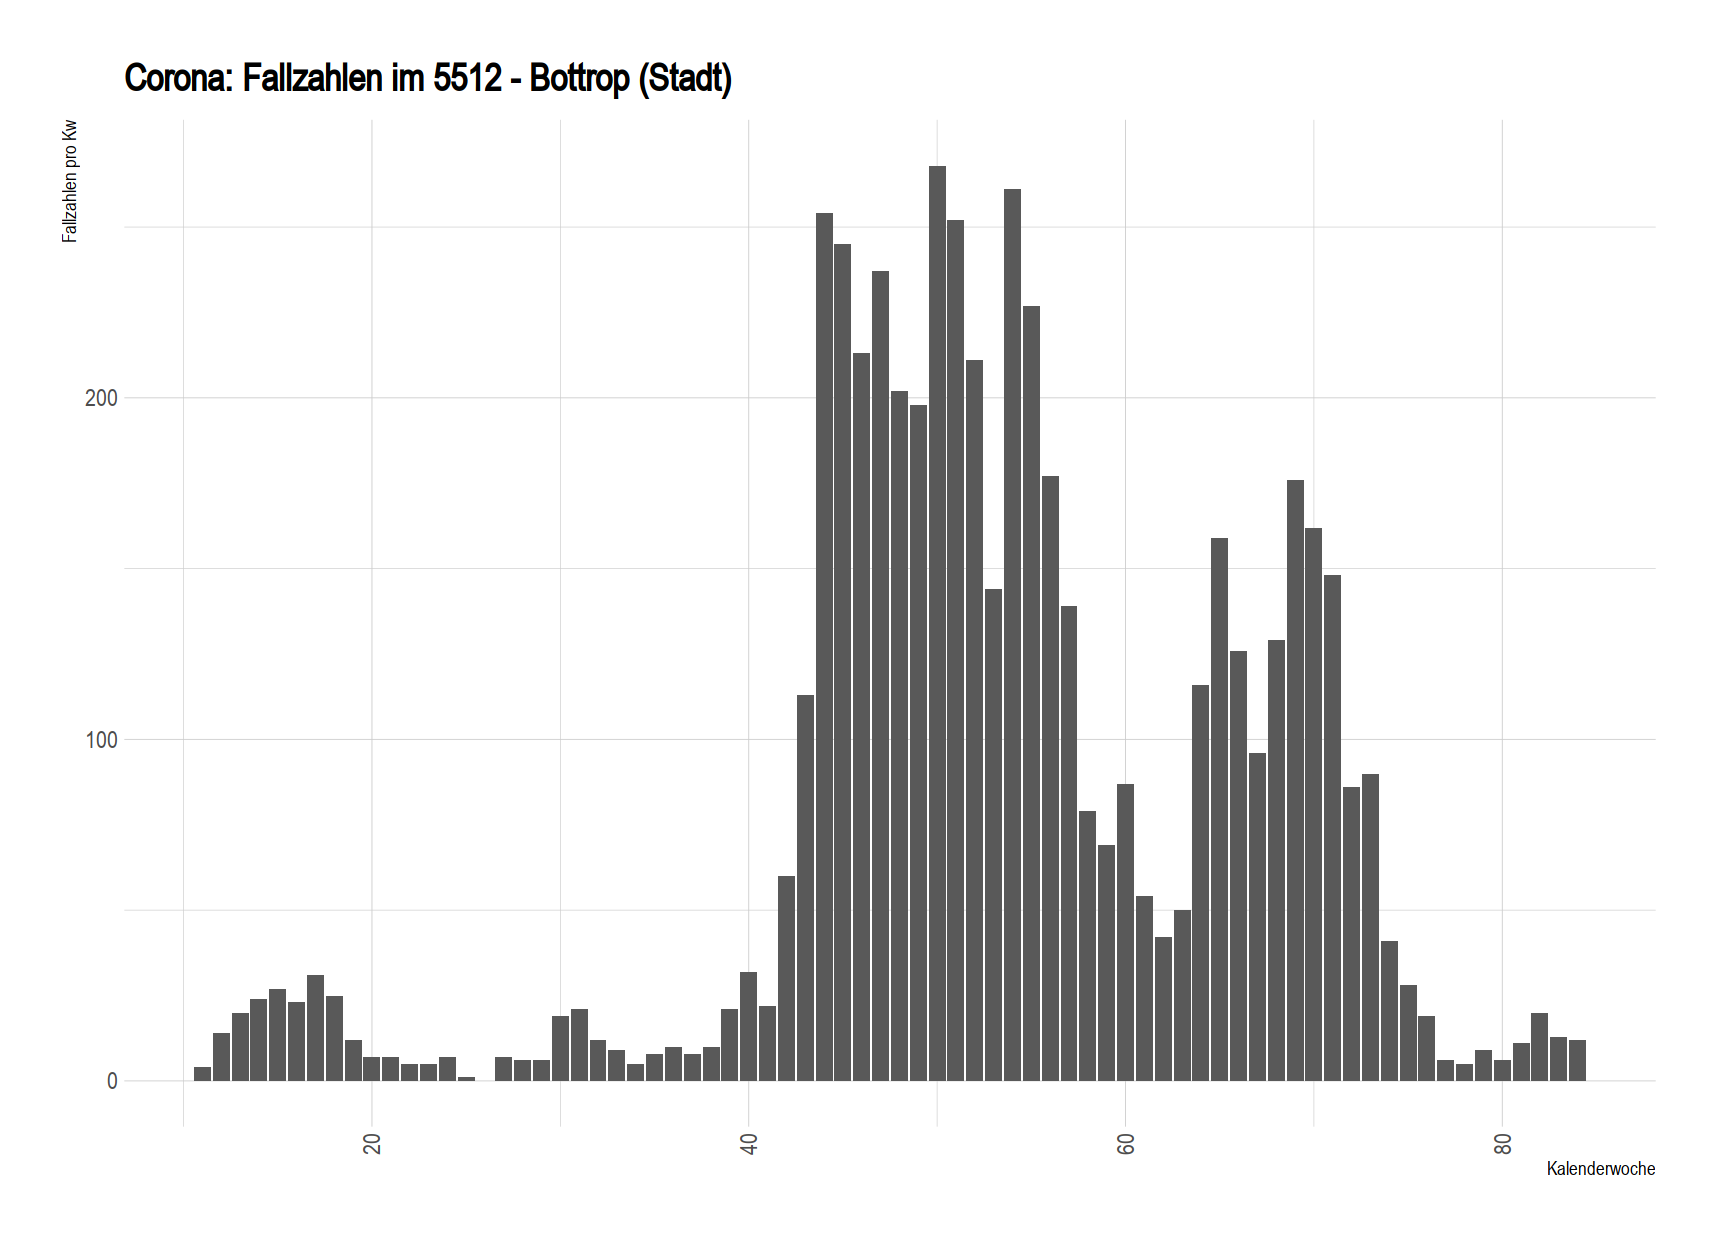 Corona: Fallzahlen im 5512 - Bottrop (Stadt)
Fallzahlen pro Kw
200
100
0
20
40
60
80
Kalenderwoche